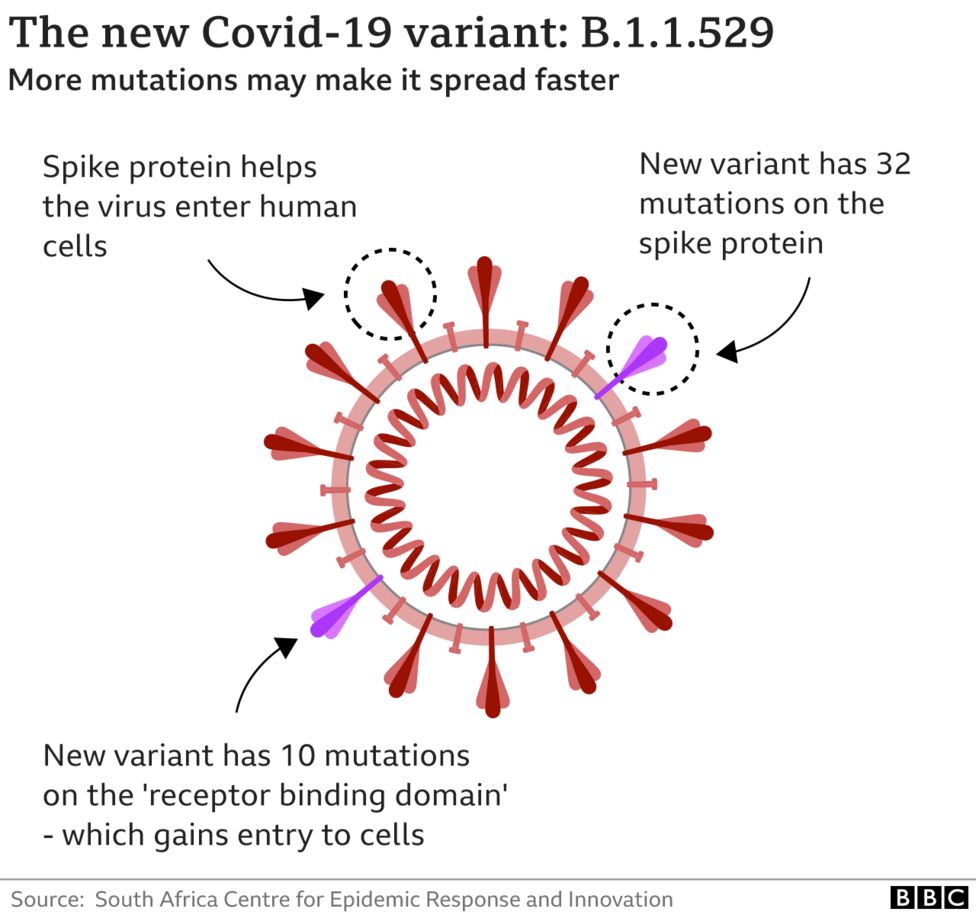 The new Covid-19 variant: B.1.1.529
More mutations may make it spread faster
Spike protein helps
the virus enter human
cells
New variant has 32
mutations on the
spike protein
New variant has 10 mutations
on the 'receptor binding domain'
- which gains entry to cells
Source: South Africa Centre for Epidemic Response and Innovation
BBC